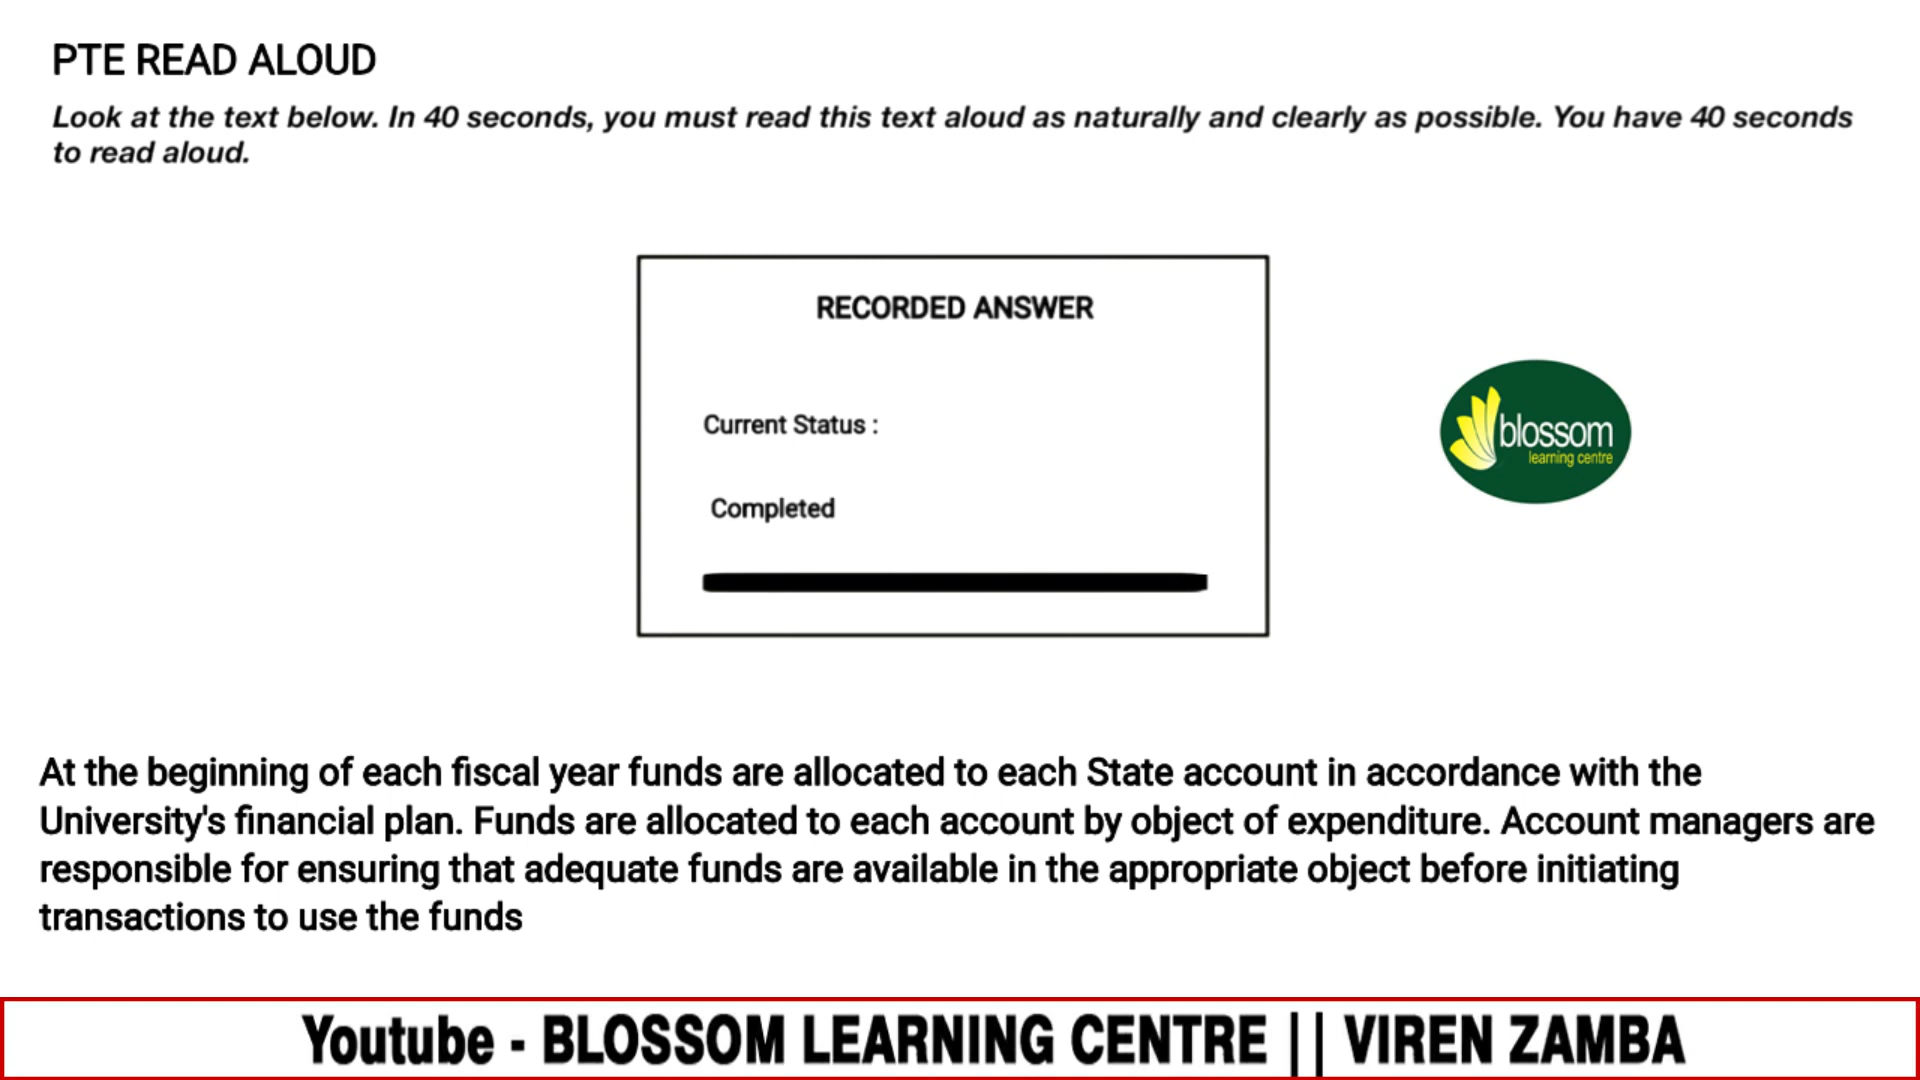 PTE READ ALOUD
Look at the text below. In 40 seconds, you must read this text aloud as naturally and clearly as possible. You have 40 seconds
to read aloud.
RECORDED ANSWER
Current Status :
Completed
blossom
learning centre
At the beginning of each fiscal year funds are allocated to each State account in accordance with the
University's financial plan. Funds are allocated to each account by object of expenditure. Account managers are
responsible for ensuring that adequate funds are available in the appropriate object before initiating
transactions to use the funds
Youtube - BLOSSOM LEARNING CENTRE || VIREN ZAMBA